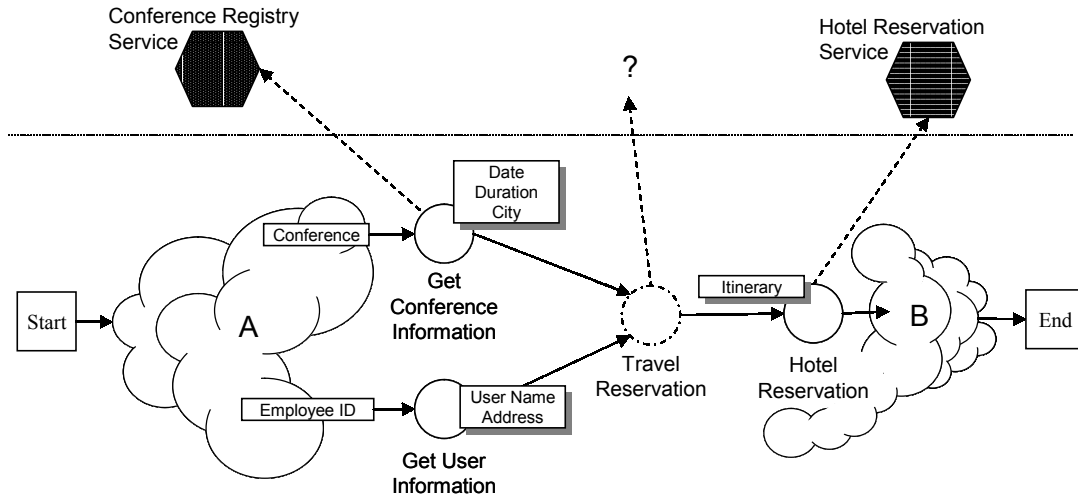 Conference Registry
Service
Hotel Reservation
Service
?
Date
Duration
City
Conference
Get
Conference
Information
Itinerary
Start
A
B
End
Travel
Reservation
Hotel
Reservation
Employee ID
User Name
Address
Get User
Information